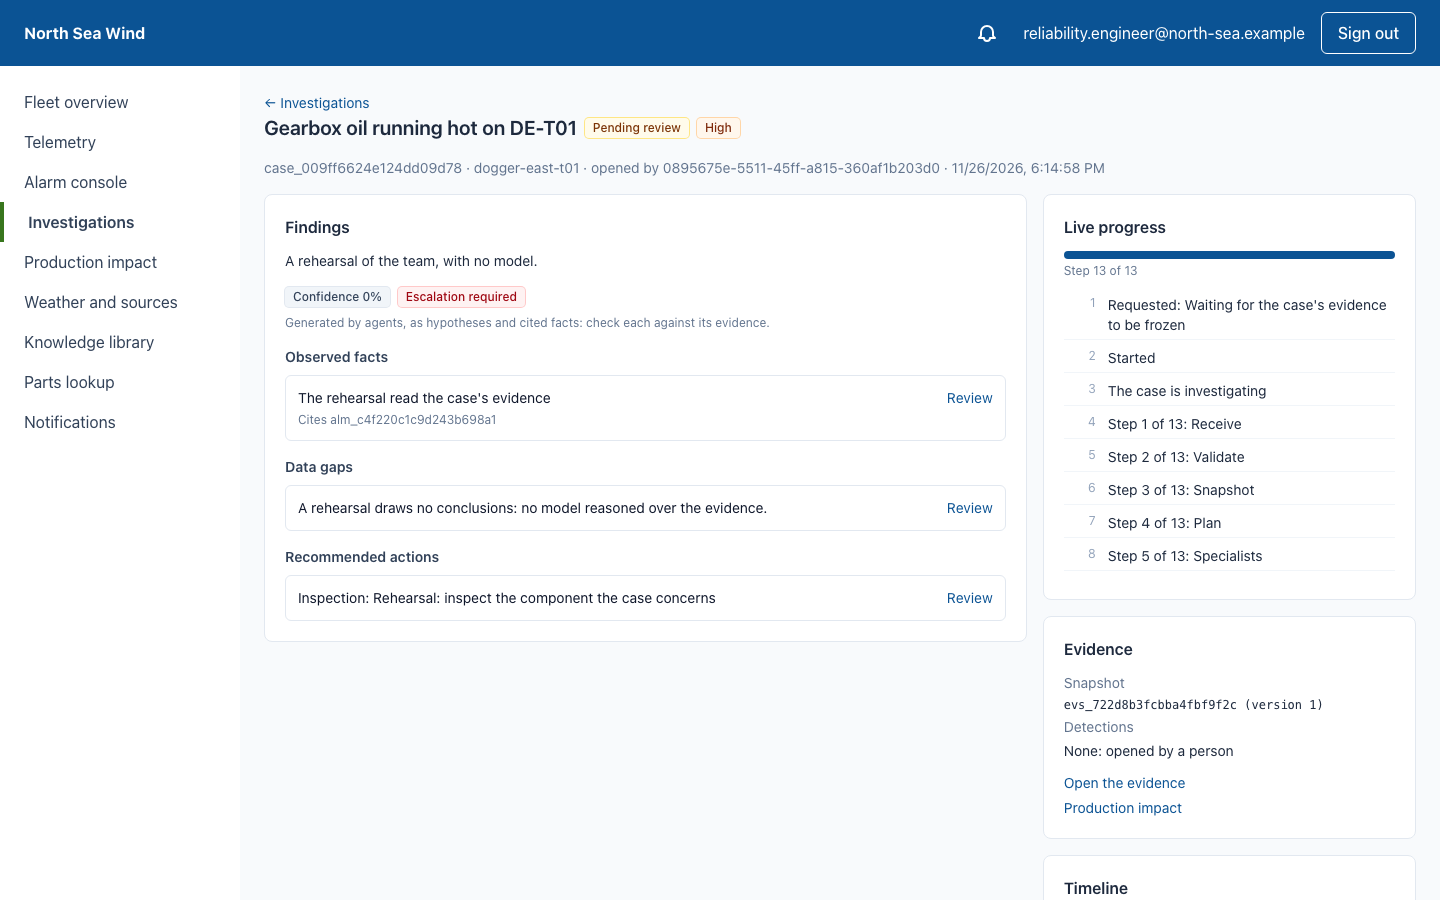 North Sea Wind
reliability.engineer@north-sea.example
Sign out
Fleet overview
Telemetry
Alarm console
Investigations
Production impact
Weather and sources
Knowledge library
Parts lookup
Notifications
← Investigations
Gearbox oil running hot on DE-T01 Pending review High
case_009ff6624e124dd09d78 · dogger-east-t01 · opened by 0895675e-5511-45ff-a815-360af1b203d0 · 11/26/2026, 6:14:58 PM
Findings
A rehearsal of the team, with no model.
Confidence 0% Escalation required
Generated by agents, as hypotheses and cited facts: check each against its evidence.
Observed facts
The rehearsal read the case's evidence Review
Cites alm_c4f220c1c9d243b698a1
Data gaps
A rehearsal draws no conclusions: no model reasoned over the evidence. Review
Recommended actions
Inspection: Rehearsal: inspect the component the case concerns Review
Live progress
Step 13 of 13
1 Requested: Waiting for the case's evidence
to be frozen
2 Started
3 The case is investigating
4 Step 1 of 13: Receive
5 Step 2 of 13: Validate
6 Step 3 of 13: Snapshot
7 Step 4 of 13: Plan
8 Step 5 of 13: Specialists
Evidence
Snapshot
evs_722d8b3fcbba4fbf9f2c (version 1)
Detections
None: opened by a person
Open the evidence
Production impact
Timeline